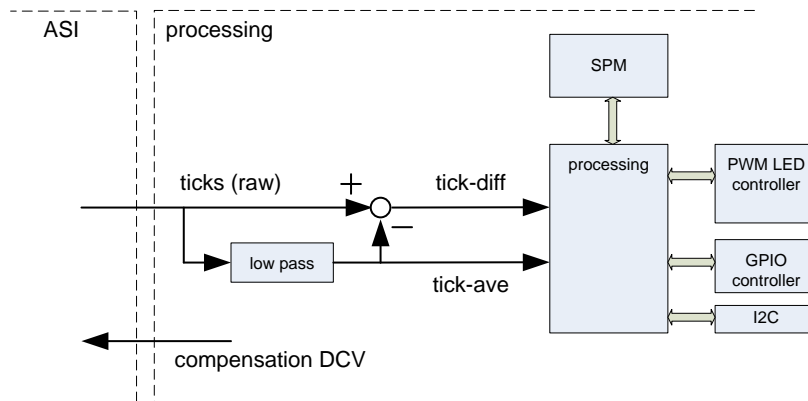 ASI
processing
SPM
processing
PWM LED
controller
ticks (raw)
+
tick-diff
−
low pass
tick-ave
GPIO
controller
I2C
compensation DCV